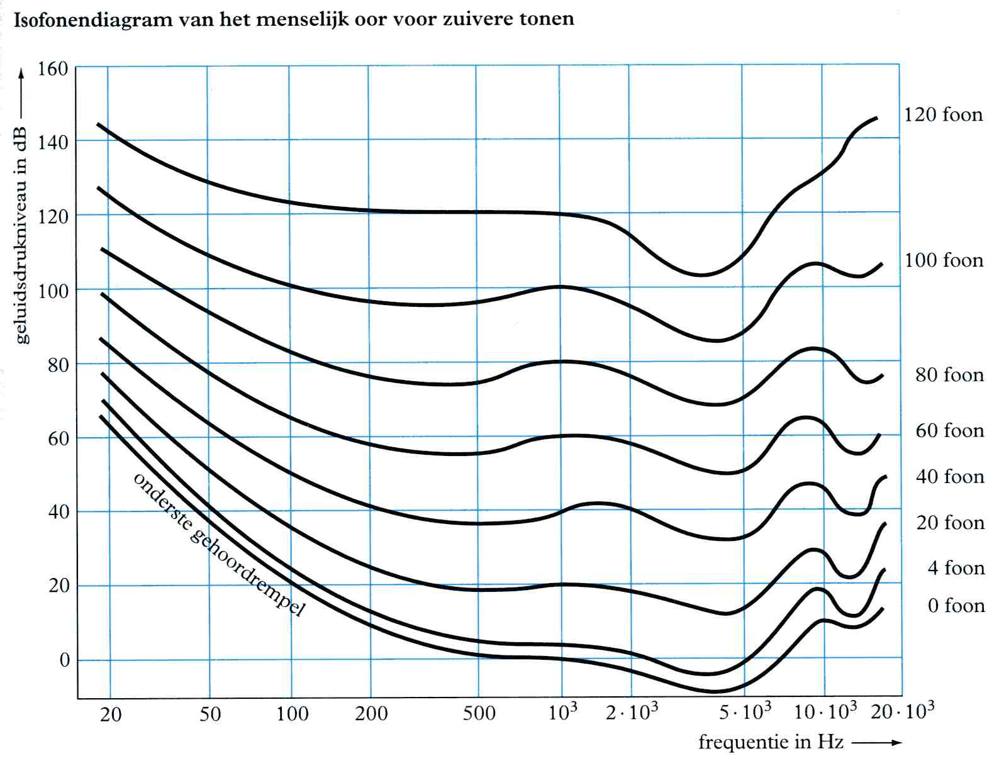 Isofonendiagram van het menselijk oor voor zuivere tonen
geluidsdrukniveau in dB
160
140
120
100
80
60
40
20
0
120 foon
100 foon
80 foon
60 foon
40 foon
20 foon
4 foon
0 foon
onderste gehoordrempel
20 50 100 200 500 10³ 2·10³ 5·10³ 10·10³ 20·10³
frequentie in Hz